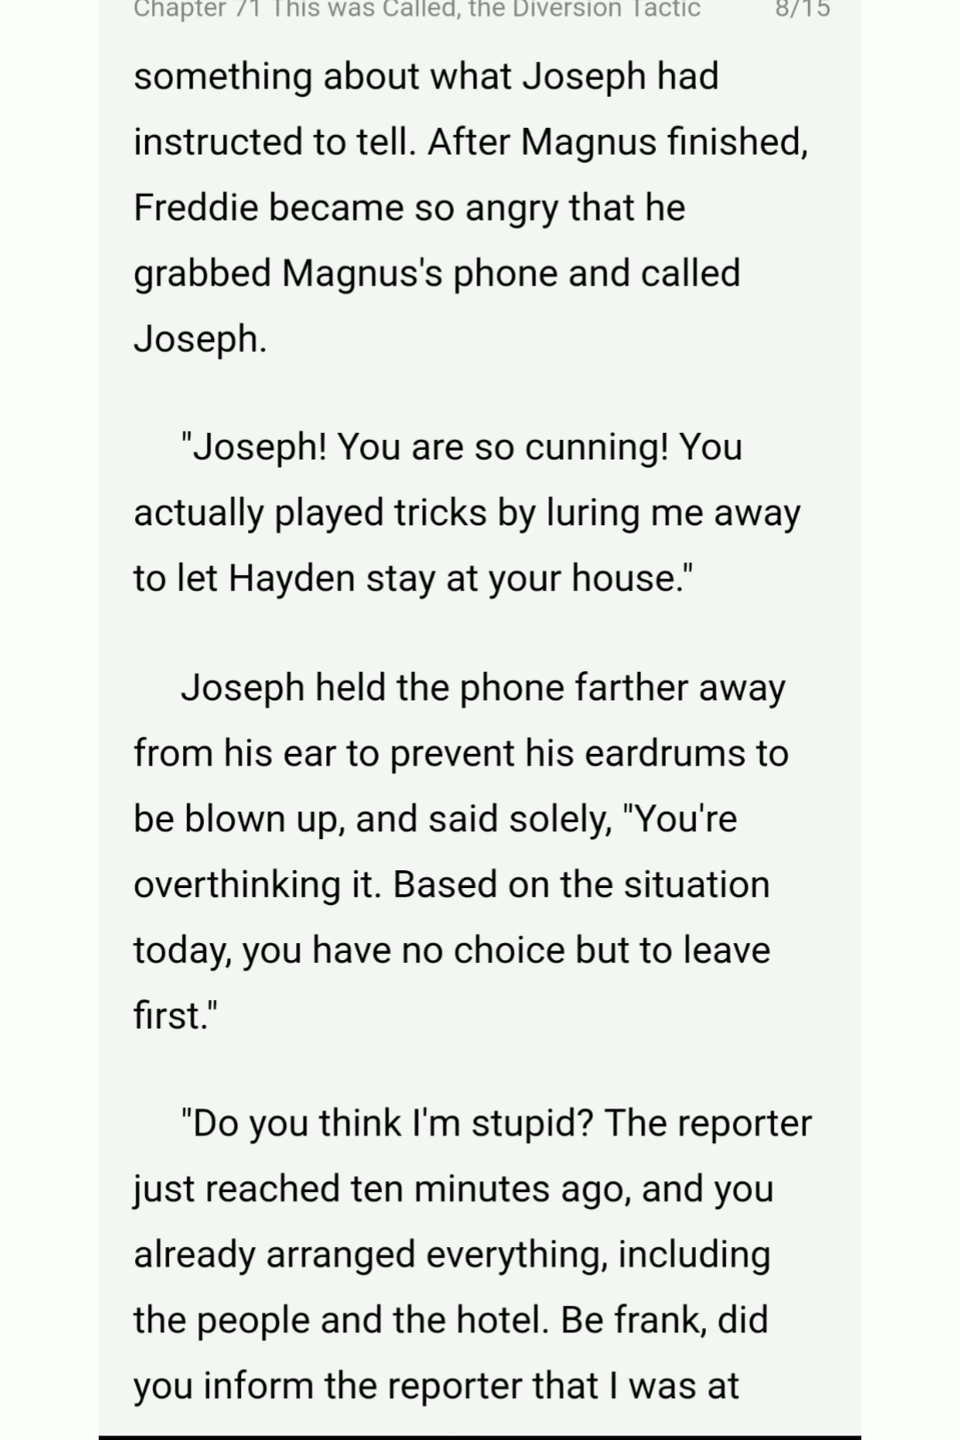 Chapter 71 This was Called, the Diversion Tactic 8/15
something about what Joseph had
instructed to tell. After Magnus finished,
Freddie became so angry that he
grabbed Magnus's phone and called
Joseph.
"Joseph! You are so cunning! You
actually played tricks by luring me away
to let Hayden stay at your house."
Joseph held the phone farther away
from his ear to prevent his eardrums to
be blown up, and said solely, "You're
overthinking it. Based on the situation
today, you have no choice but to leave
first."
"Do you think I'm stupid? The reporter
just reached ten minutes ago, and you
already arranged everything, including
the people and the hotel. Be frank, did
you inform the reporter that I was at